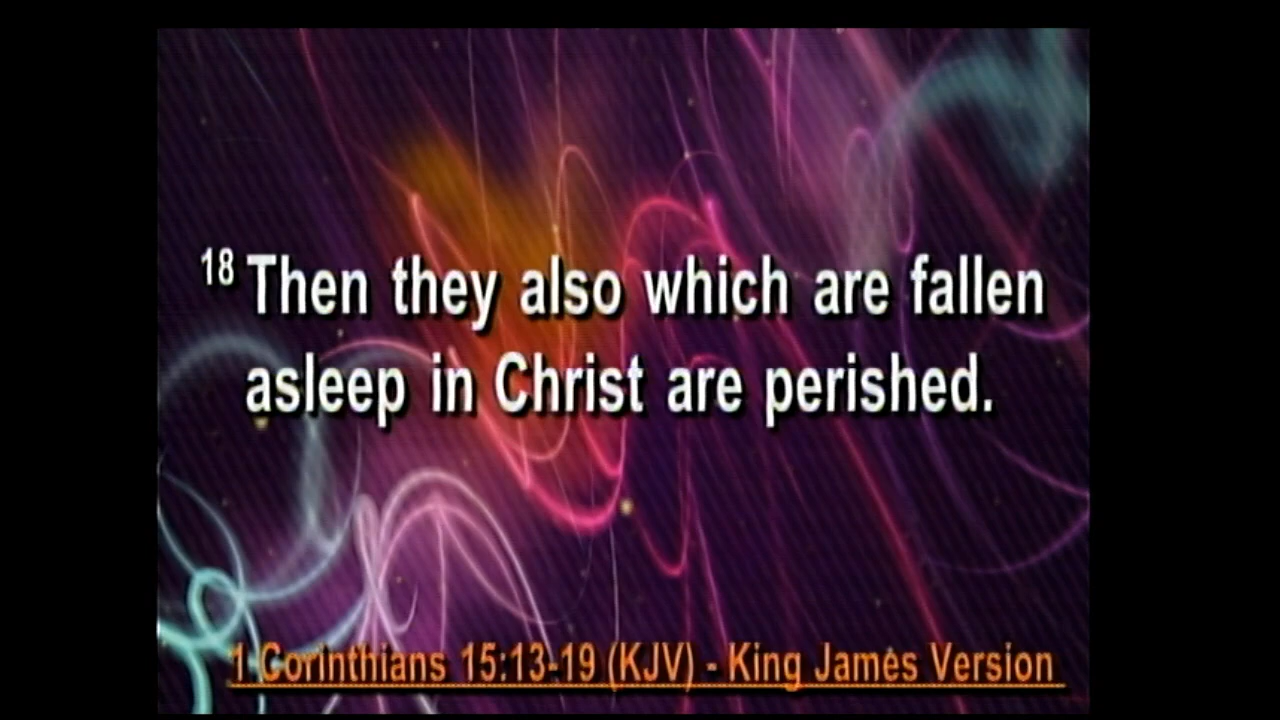 18 Then they also which are fallen
asleep in Christ are perished.
1 Corinthians 15:13-19 (KJV) - King James Version